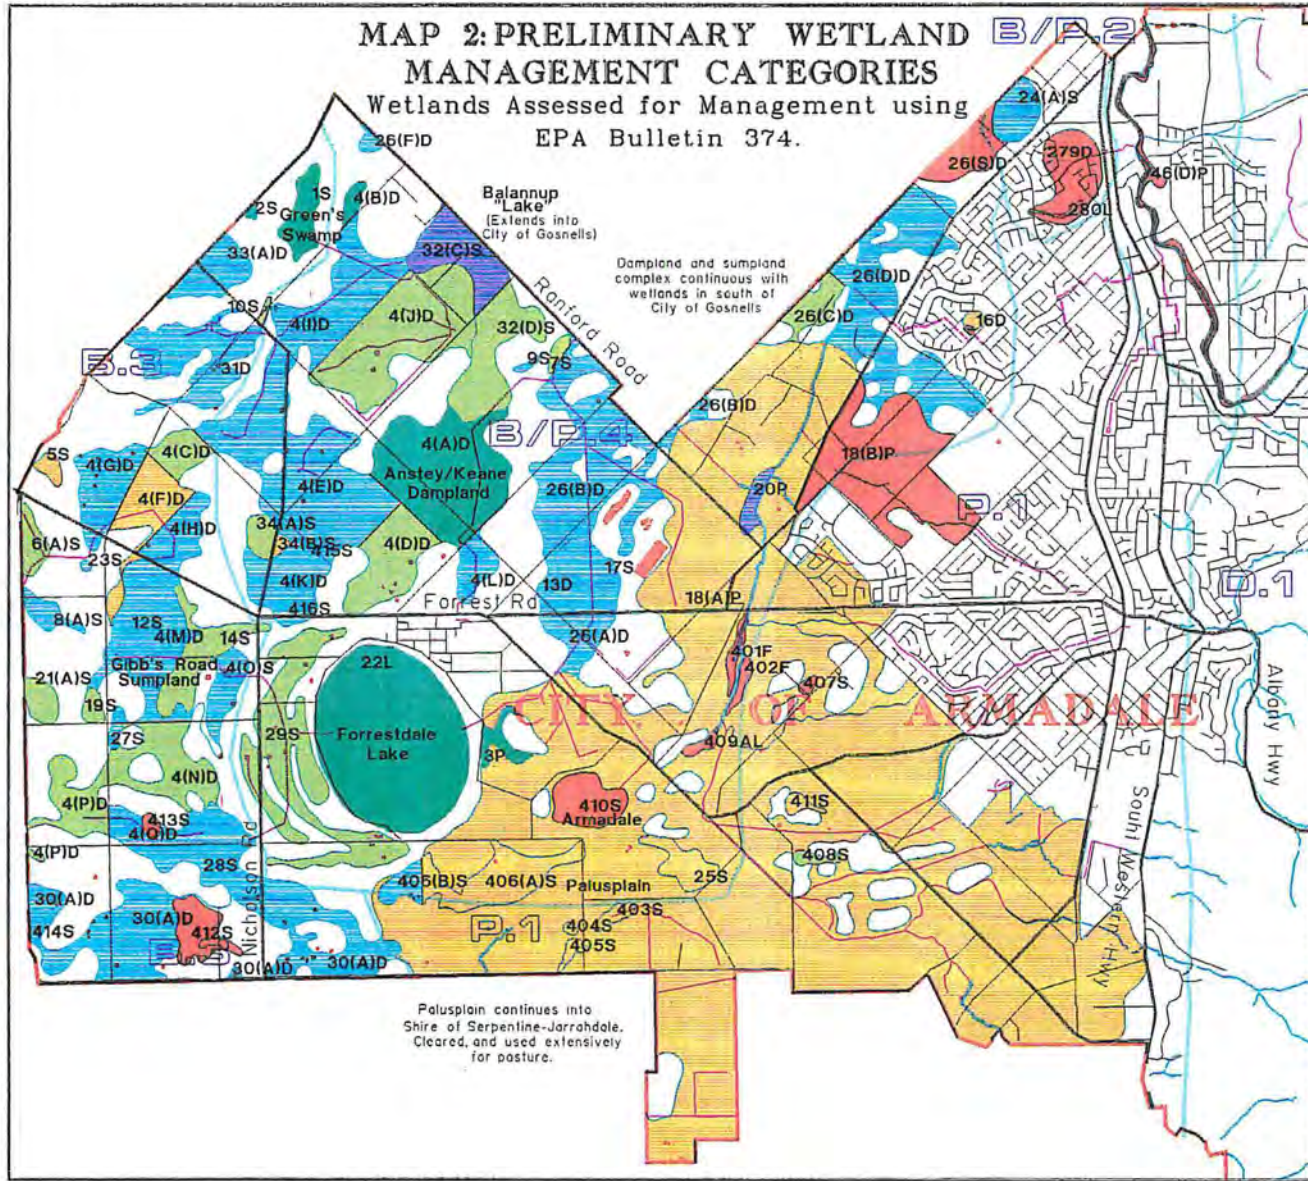 MAP 2: PRELIMINARY WETLAND
MANAGEMENT CATEGORIES
Wetlands Assessed for Management using
EPA Bulletin 374.
B/P.2
24(A)S
26(S)D
279D
280L
46(D)P
26(F)D
1S
2S
Green's
Swamp
4(B)D
Balannup
"Lake"
(Extends into
City of Gosnells)
33(A)D
32(C)S
Ranford Road
Dampland and sumpland
complex continuous with
wetlands in south of
City of Gosnells
26(D)D
26(C)D
16D
10S
4(I)D
4(J)D
32(D)S
9S
7S
31D
B.3
26(B)D
B/P.4
5S
4(G)D
4(C)D
4(F)D
4(E)D
4(A)D
Anstey/Keane
Dampland
26(B)D
18(B)P
20P
P.1
6(A)S
23S
4(H)D
34(A)S
34(B)S
415S
4(D)D
4(K)D
4(L)D
13D
17S
18(A)P
D.1
416S
Forrest Rd
8(A)S
12S
4(M)D
14S
26(A)D
Gibb's Road
Sumpland
4(O)S
22L
401F
402F
407S
21(A)S
19S
CITY OF ARMADALE
Albany Hwy
27S
29S
Forrestdale
Lake
3P
409AL
4(N)D
4(P)D
413S
4(Q)D
410S
Armadale
411S
408S
4(P)D
28S
Nicholson Rd
406(B)S
406(A)S
Palusplain
25S
30(A)D
30(A)D
414S
412S
P.1
403S
404S
405S
30(A)D
30(A)D
South Western Hwy
Palusplain continues into
Shire of Serpentine-Jarrahdale.
Cleared, and used extensively
for pasture.